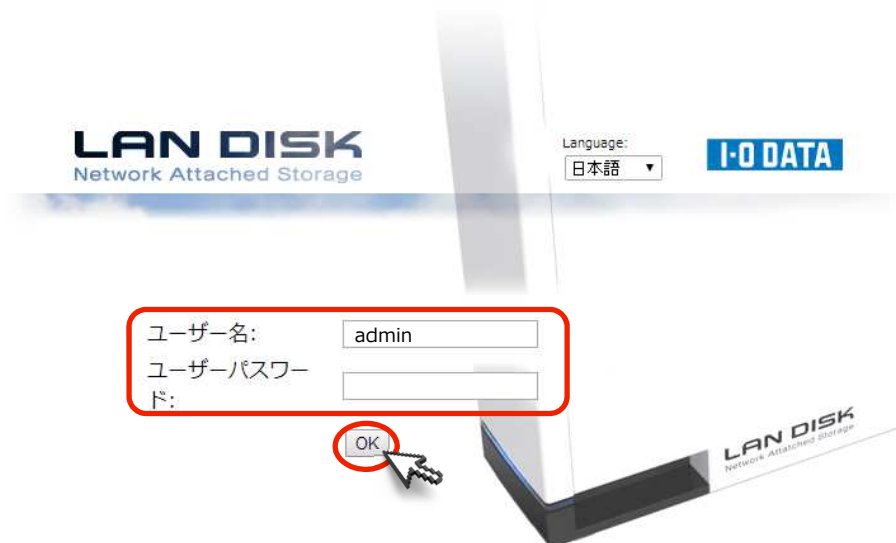 LAN DISK
Network Attached Storage
Language:
日本語
I-O DATA
ユーザー名:
admin
ユーザーパスワー
ド:
OK
LAN DISK
Network Attatched Storage